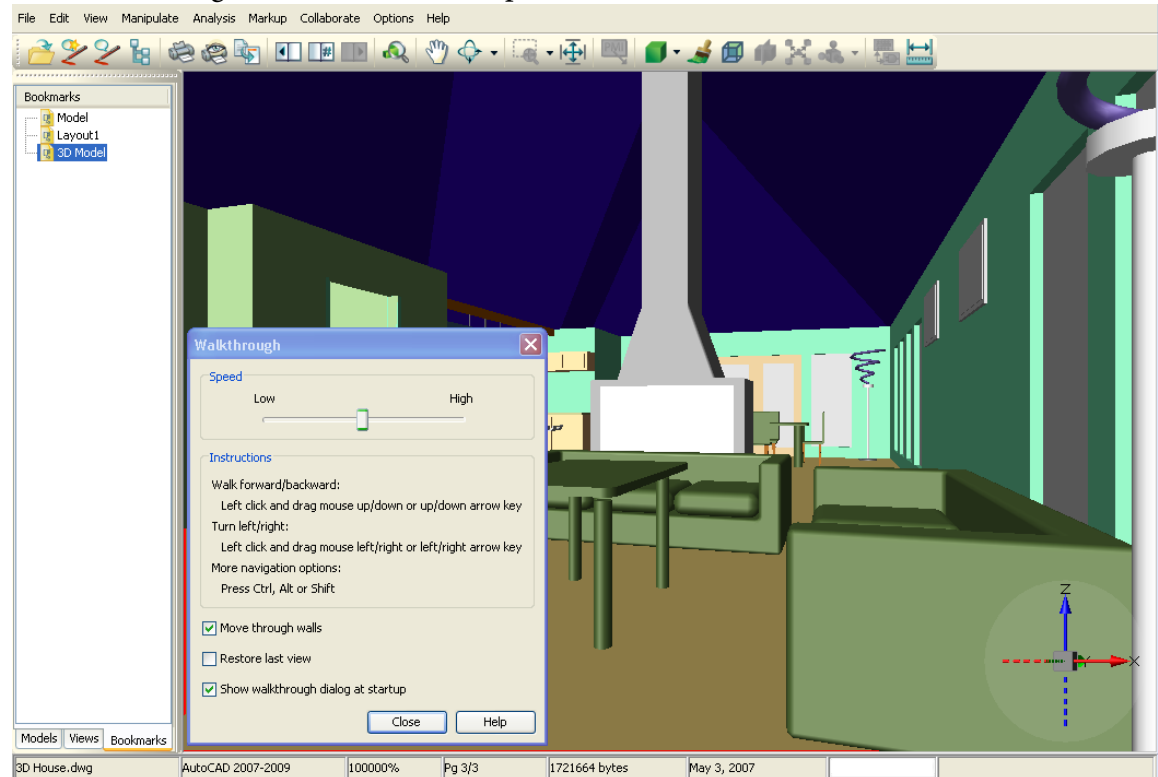 File Edit View Manipulate Analysis Markup Collaborate Options Help
PMI
Bookmarks
Model
Layout1
3D Model
Walkthrough
Speed
Low High
Instructions
Walk forward/backward:
Left click and drag mouse up/down or up/down arrow key
Turn left/right:
Left click and drag mouse left/right or left/right arrow key
More navigation options:
Press Ctrl, Alt or Shift
Move through walls
Restore last view
Show walkthrough dialog at startup
Close Help
Z
Y X
Models Views Bookmarks
3D House.dwg AutoCAD 2007-2009 100000% Pg 3/3 1721664 bytes May 3, 2007